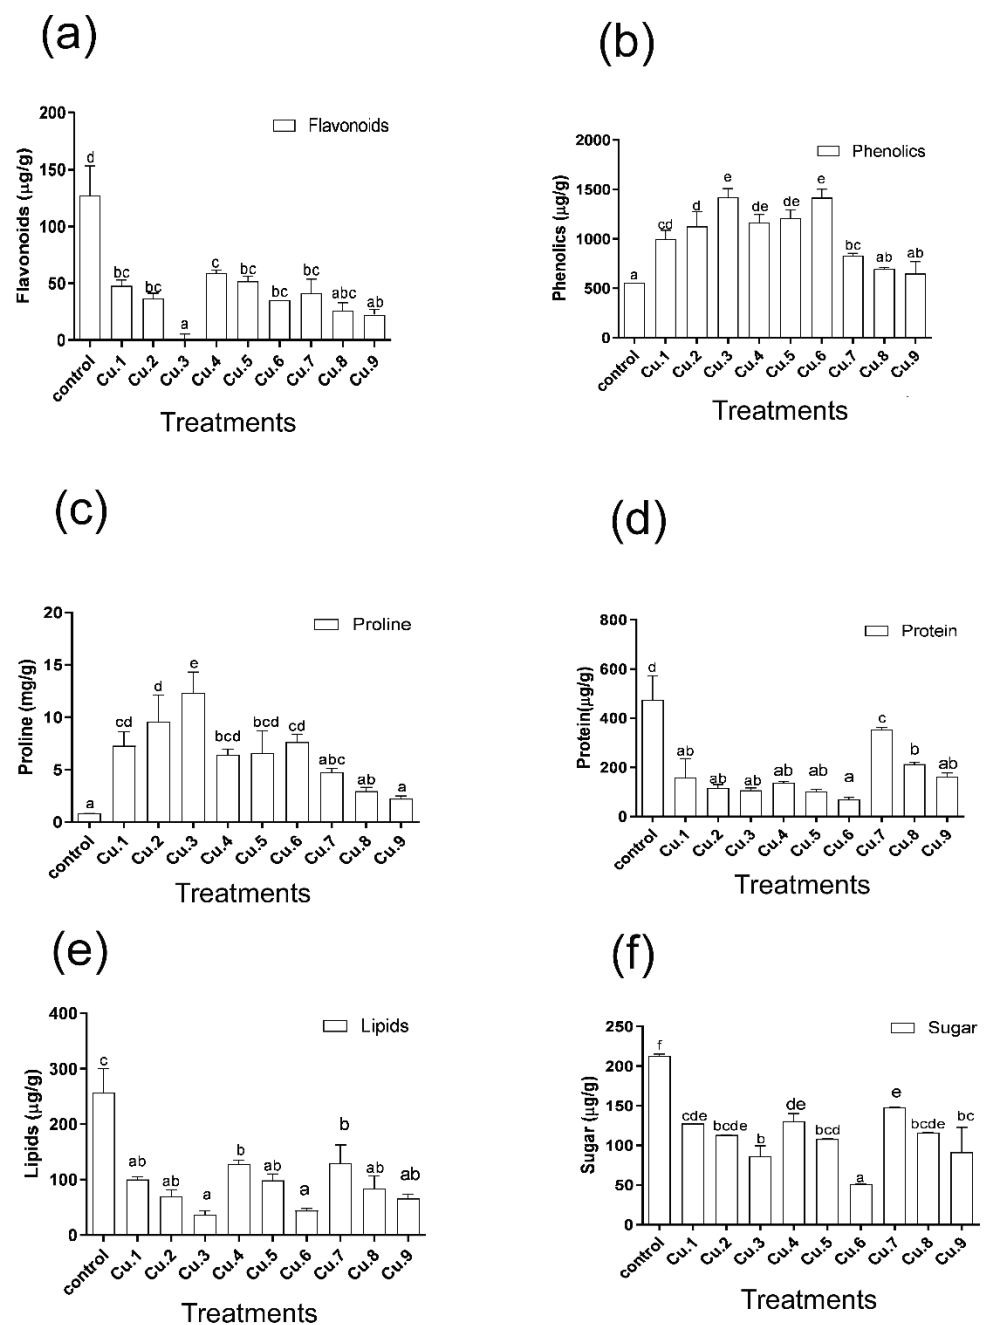 (a)
Flavonoids (µg/g)
200
150
100
50
0
Flavonoids
d
bc
bc
a
c
bc
bc
bc
abc
ab
control
Cu.1
Cu.2
Cu.3
Cu.4
Cu.5
Cu.6
Cu.7
Cu.8
Cu.9
Treatments
(b)
Phenolics (µg/g)
2000
1500
1000
500
0
Phenolics
a
cd
d
e
de
de
e
bc
ab
ab
control
Cu.1
Cu.2
Cu.3
Cu.4
Cu.5
Cu.6
Cu.7
Cu.8
Cu.9
Treatments
(c)
Proline (mg/g)
20
15
10
5
0
Proline
a
cd
d
e
bcd
bcd
cd
abc
ab
a
control
Cu.1
Cu.2
Cu.3
Cu.4
Cu.5
Cu.6
Cu.7
Cu.8
Cu.9
Treatments
(d)
Protein(µg/g)
800
600
400
200
0
Protein
d
ab
ab
ab
ab
ab
a
c
b
ab
control
Cu.1
Cu.2
Cu.3
Cu.4
Cu.5
Cu.6
Cu.7
Cu.8
Cu.9
Treatments
(e)
Lipids (µg/g)
400
300
200
100
0
Lipids
c
ab
ab
a
b
ab
a
b
ab
ab
control
Cu.1
Cu.2
Cu.3
Cu.4
Cu.5
Cu.6
Cu.7
Cu.8
Cu.9
Treatments
(f)
Sugar (µg/g)
250
200
150
100
50
0
Sugar
f
cde
bcde
b
de
bcd
a
e
bcde
bc
control
Cu.1
Cu.2
Cu.3
Cu.4
Cu.5
Cu.6
Cu.7
Cu.8
Cu.9
Treatments